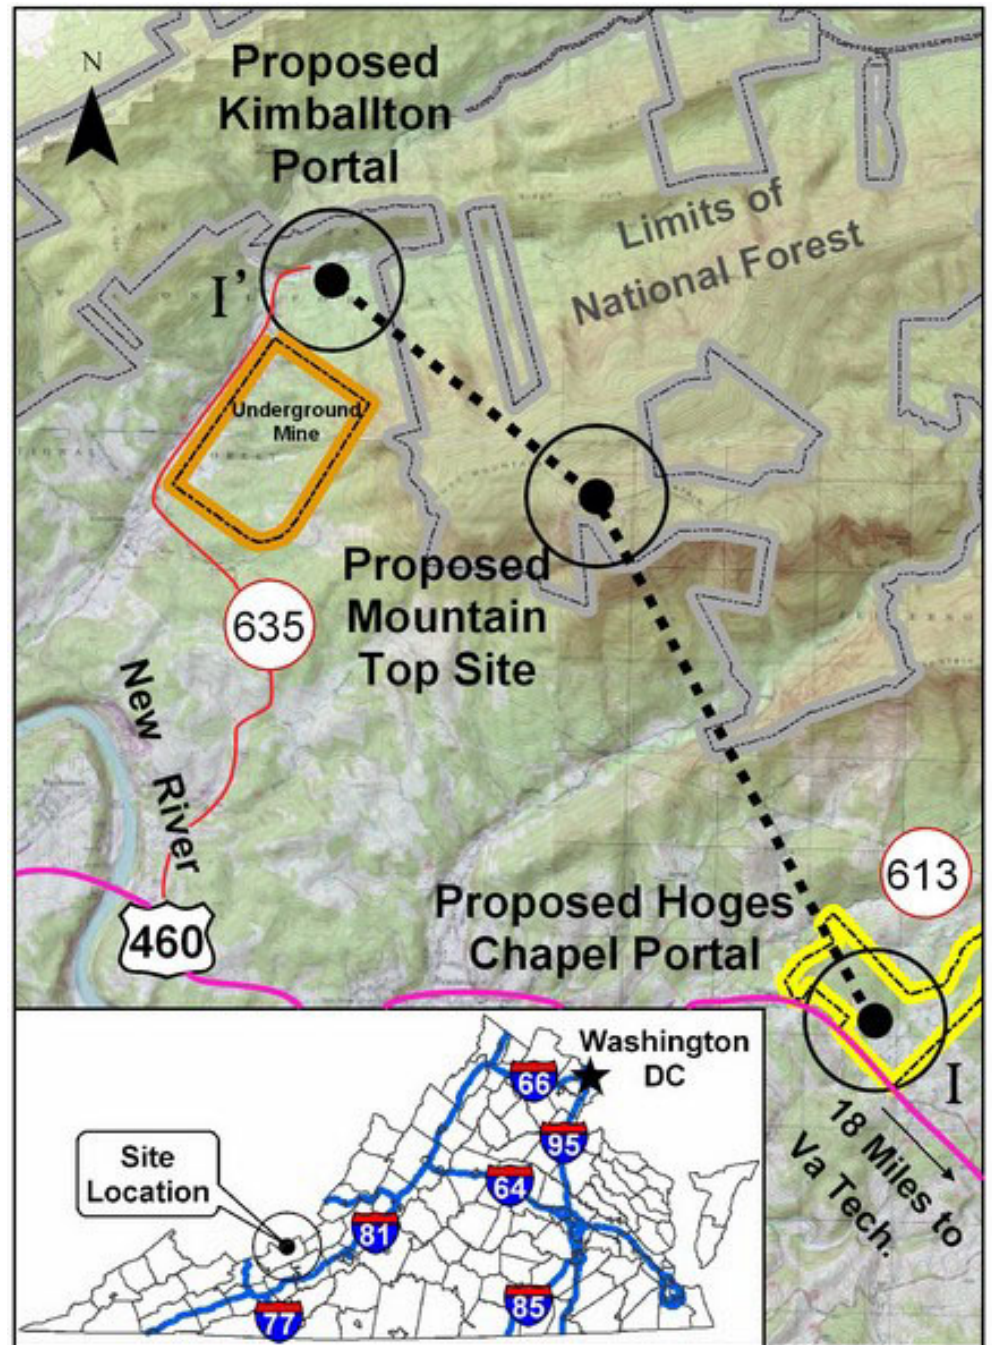 N
Proposed
Kimballton
Portal
Limits of
National Forest
I’
Underground
Mine
Proposed
Mountain
Top Site
635
New
River
613
Proposed Hoges
Chapel Portal
460
I
18 Miles to
Va Tech.
Washington
DC
66
95
Site
Location
64
81
77
85